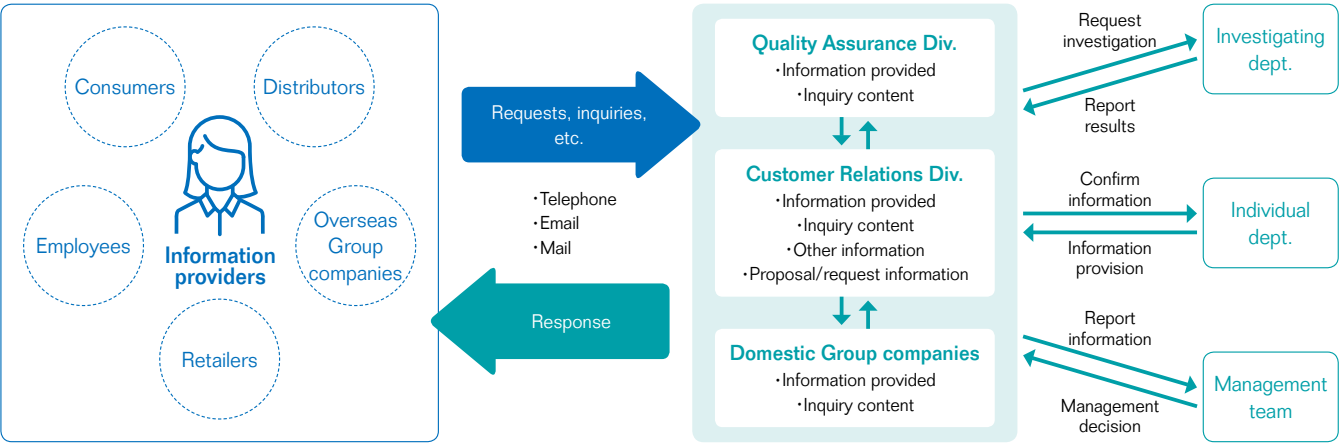 Consumers
Distributors
Employees
Information
providers
Overseas
Group
companies
Retailers
Requests, inquiries,
etc.
・Telephone
・Email
・Mail
Response
Quality Assurance Div.
・Information provided
・Inquiry content
Customer Relations Div.
・Information provided
・Inquiry content
・Other information
・Proposal/request information
Domestic Group companies
・Information provided
・Inquiry content
Request
investigation
Report
results
Investigating
dept.
Confirm
information
Information
provision
Individual
dept.
Report
information
Management
decision
Management
team